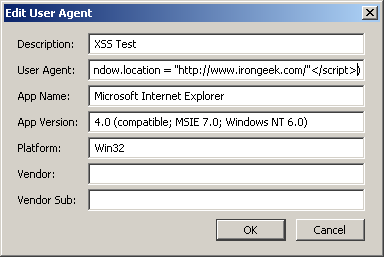 Edit User Agent
Description: XSS Test
User Agent: ndow.location = "http://www.irongeek.com/"</script>)
App Name: Microsoft Internet Explorer
App Version: 4.0 (compatible; MSIE 7.0; Windows NT 6.0)
Platform: Win32
Vendor:
Vendor Sub:
OK Cancel